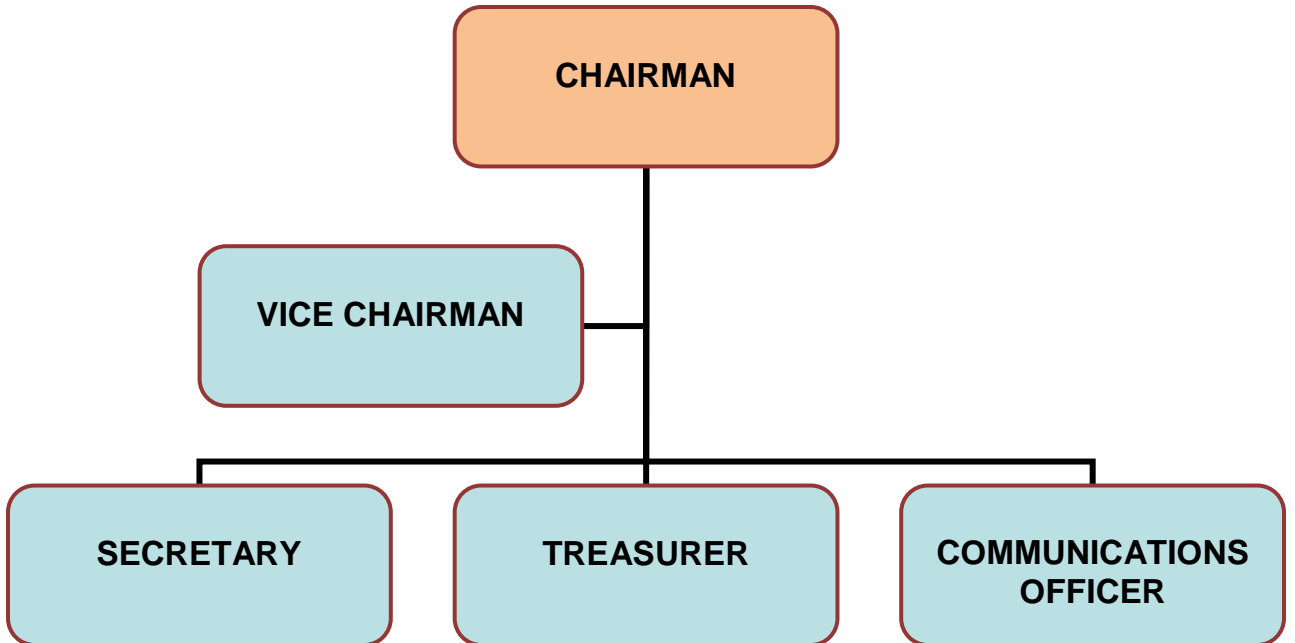 CHAIRMAN
VICE CHAIRMAN
SECRETARY
TREASURER
COMMUNICATIONS
OFFICER